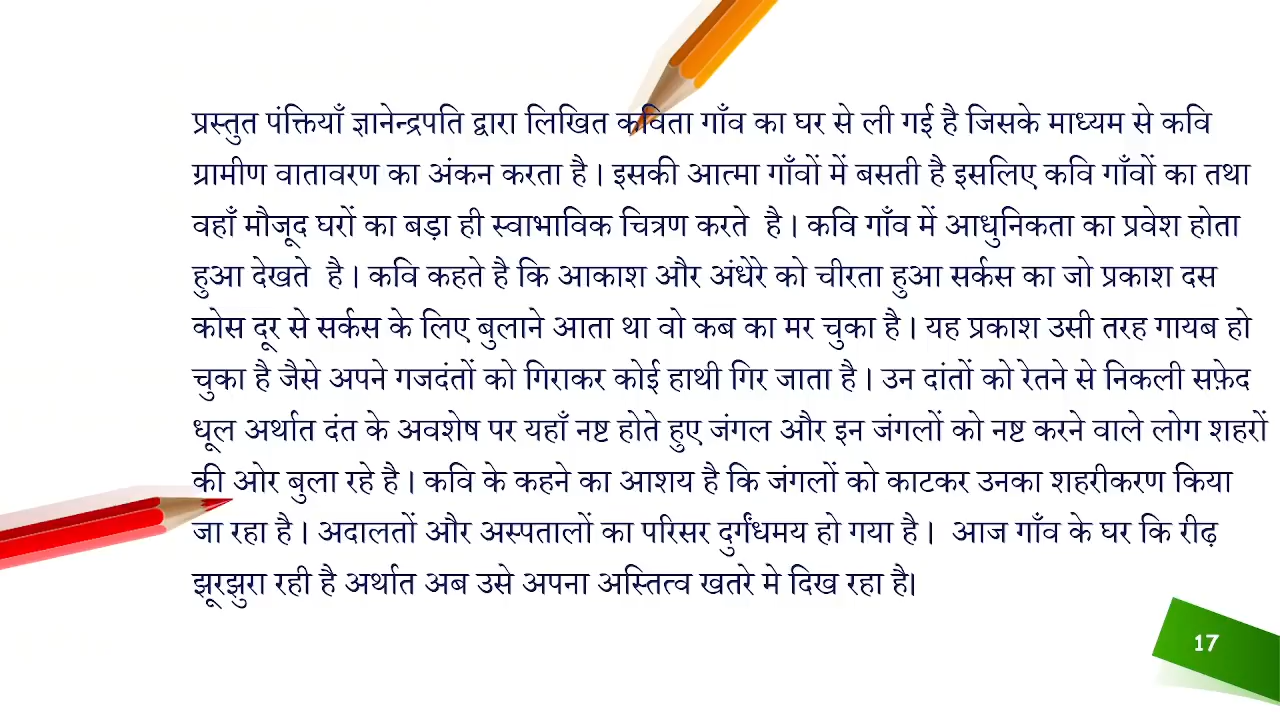 प्रस्तुत पंक्तियाँ ज्ञानेन्द्रपति द्वारा लिखित कविता गाँव का घर से ली गई है जिसके माध्यम से कवि
ग्रामीण वातावरण का अंकन करता है। इसकी आत्मा गाँवों में बसती है इसलिए कवि गाँवों का तथा
वहाँ मौजूद घरों का बड़ा ही स्वाभाविक चित्रण करते है। कवि गाँव में आधुनिकता का प्रवेश होता
हुआ देखते है। कवि कहते है कि आकाश और अंधेरे को चीरता हुआ सर्कस का जो प्रकाश दस
कोस दूर से सर्कस के लिए बुलाने आता था वो कब का मर चुका है। यह प्रकाश उसी तरह गायब हो
चुका है जैसे अपने गजदंतों को गिराकर कोई हाथी गिर जाता है। उन दांतों को रेतने से निकली सफ़ेद
धूल अर्थात दंत के अवशेष पर यहाँ नष्ट होते हुए जंगल और इन जंगलों को नष्ट करने वाले लोग शहरों
की ओर बुला रहे है। कवि के कहने का आशय है कि जंगलों को काटकर उनका शहरीकरण किया
जा रहा है। अदालतों और अस्पतालों का परिसर दुर्गंधमय हो गया है। आज गाँव के घर कि रीढ़
झूरझुरा रही है अर्थात अब उसे अपना अस्तित्व खतरे मे दिख रहा है।
17